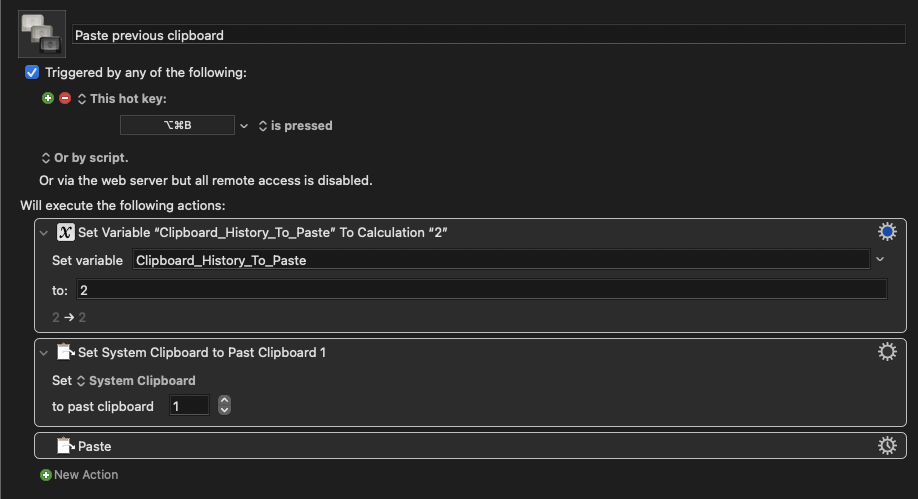 Paste previous clipboard
Triggered by any of the following:
This hot key:
⌥⌘B is pressed
Or by script.
Or via the web server but all remote access is disabled.
Will execute the following actions:
Set Variable “Clipboard_History_To_Paste” To Calculation “2”
Set variable Clipboard_History_To_Paste
to: 2
2 → 2
Set System Clipboard to Past Clipboard 1
Set System Clipboard
to past clipboard 1
Paste
New Action